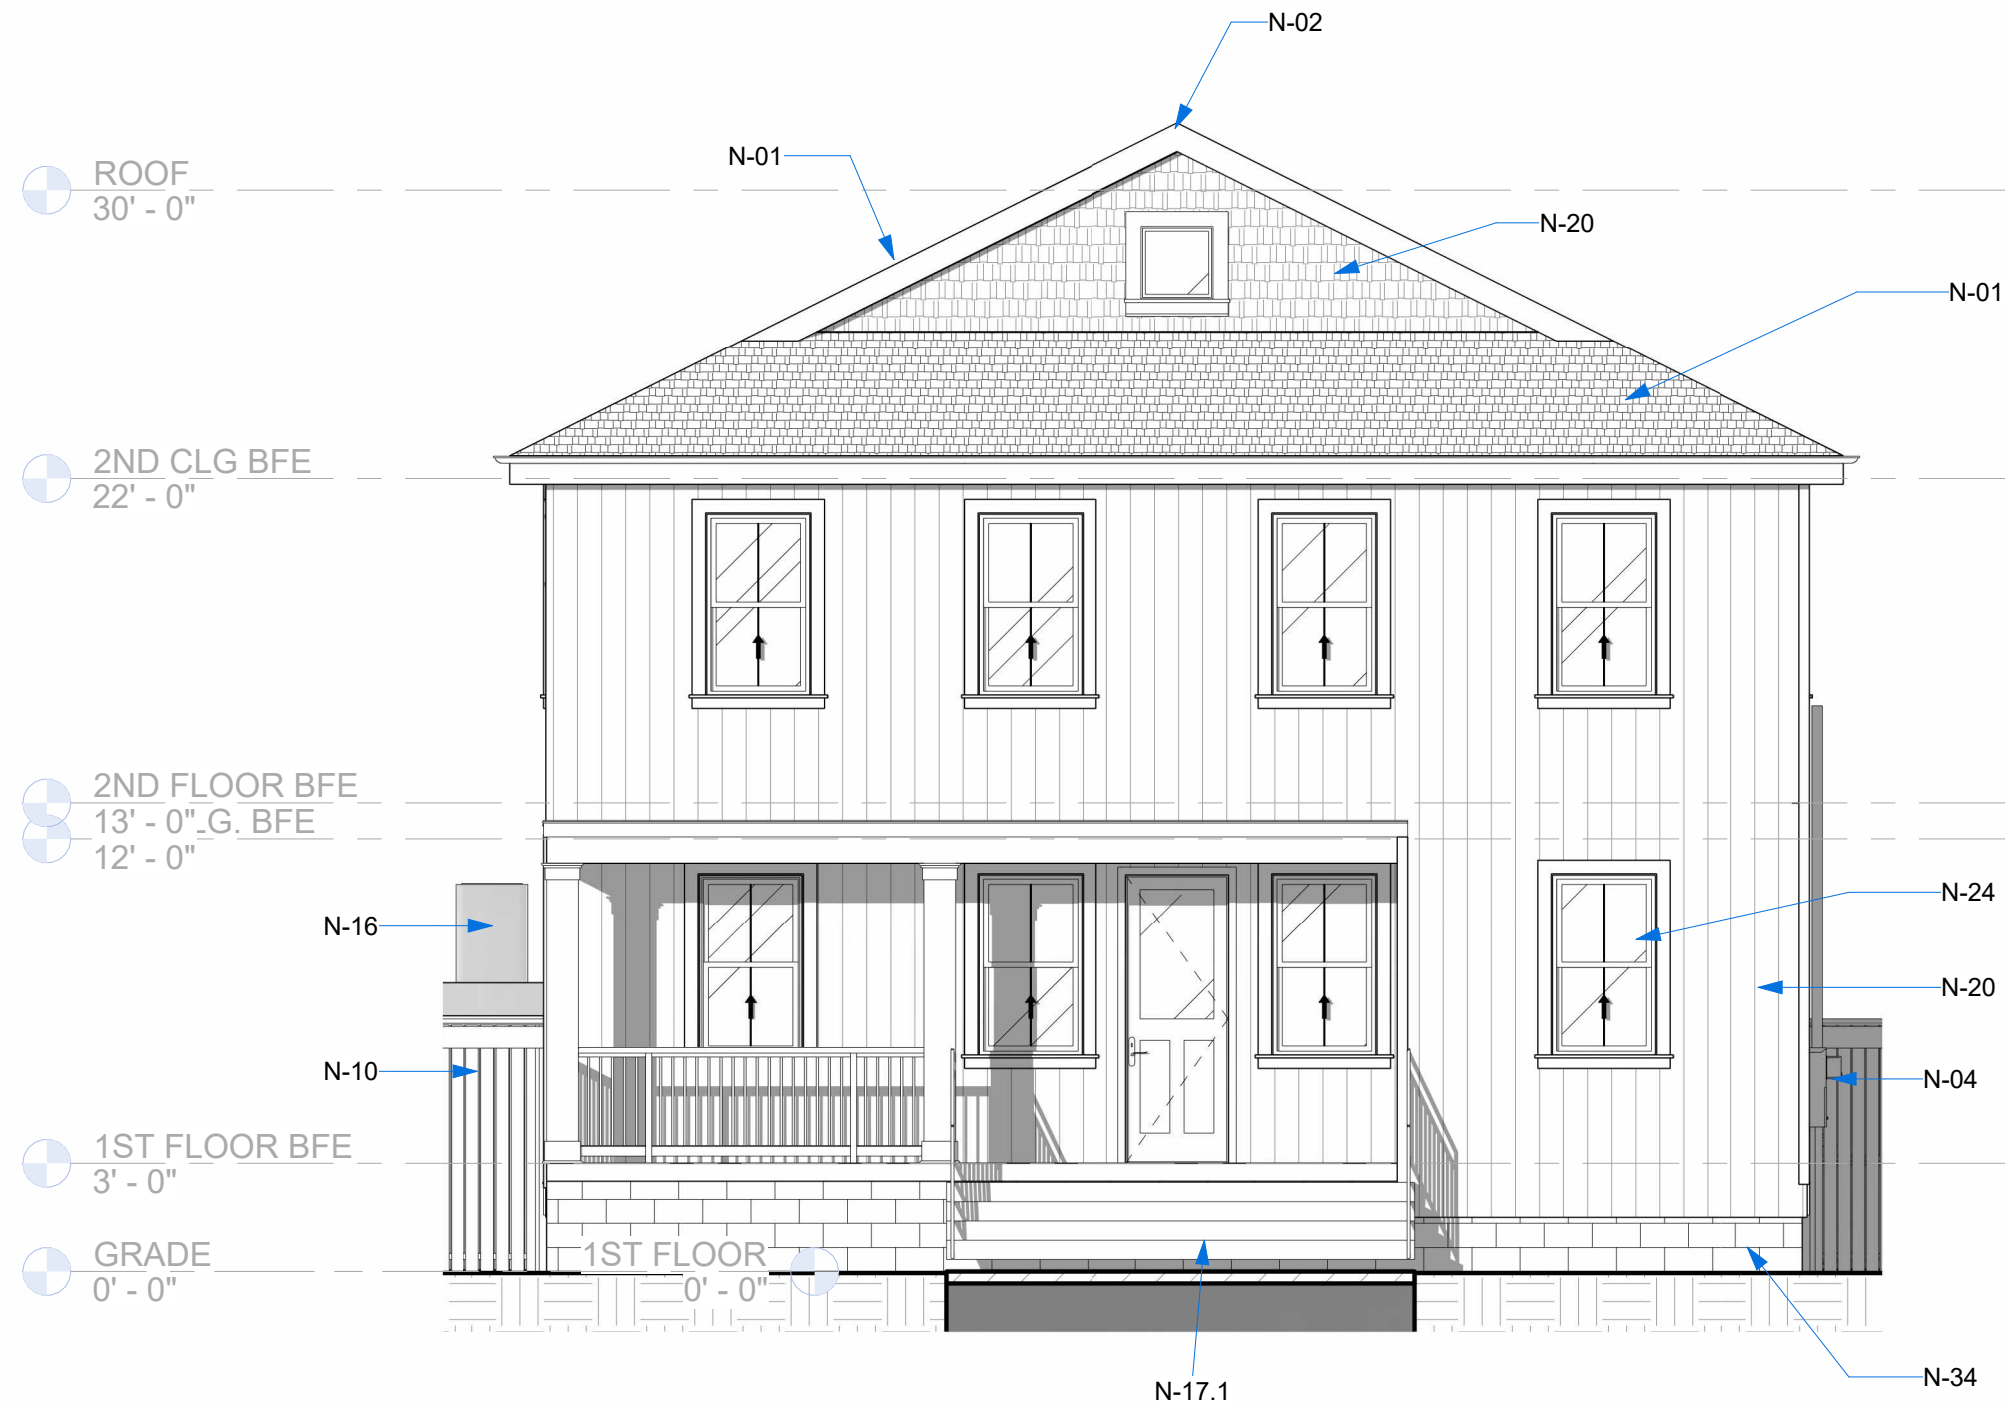 N-02
N-01
ROOF
30' - 0"
N-20
N-01
2ND CLG BFE
22' - 0"
2ND FLOOR BFE
13' - 0"
G. BFE
12' - 0"
N-24
N-16
N-20
N-10
N-04
1ST FLOOR BFE
3' - 0"
GRADE
0' - 0"
1ST FLOOR
0' - 0"
N-34
N-17.1